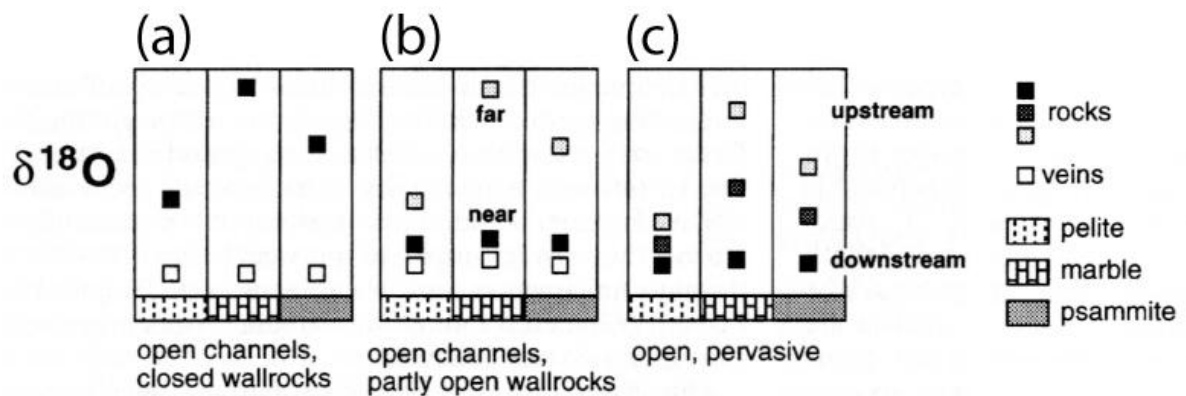 (a)
(b)
(c)
δ¹⁸O
far
near
upstream
downstream
rocks
veins
pelite
marble
psammite
open channels,
closed wallrocks
open channels,
partly open wallrocks
open, pervasive